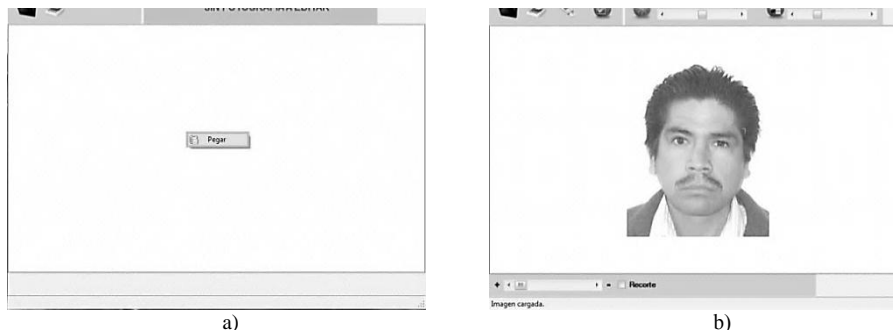 SIN FOTOGRAFIA A EDITAR
Pegar
Recorte
Imagen cargada.
a)
b)